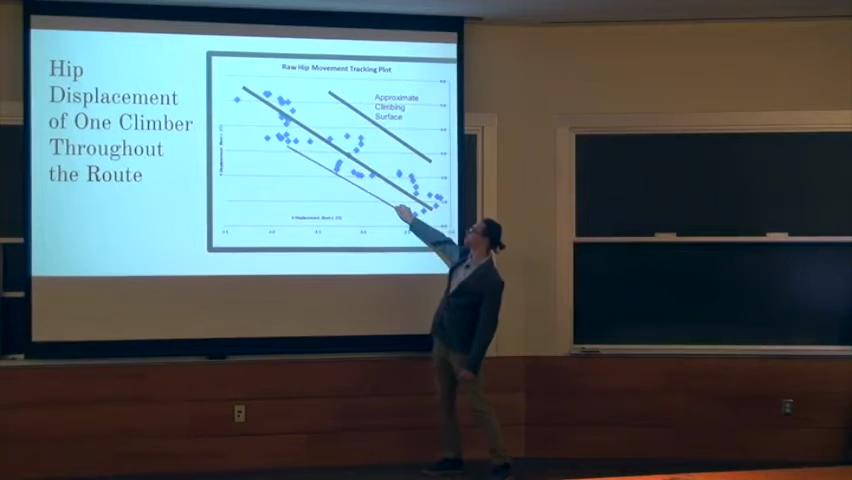 Hip
Displacement
of One Climber
Throughout
the Route
Raw Hip Movement Tracking Plot
Approximate
Climbing
Surface